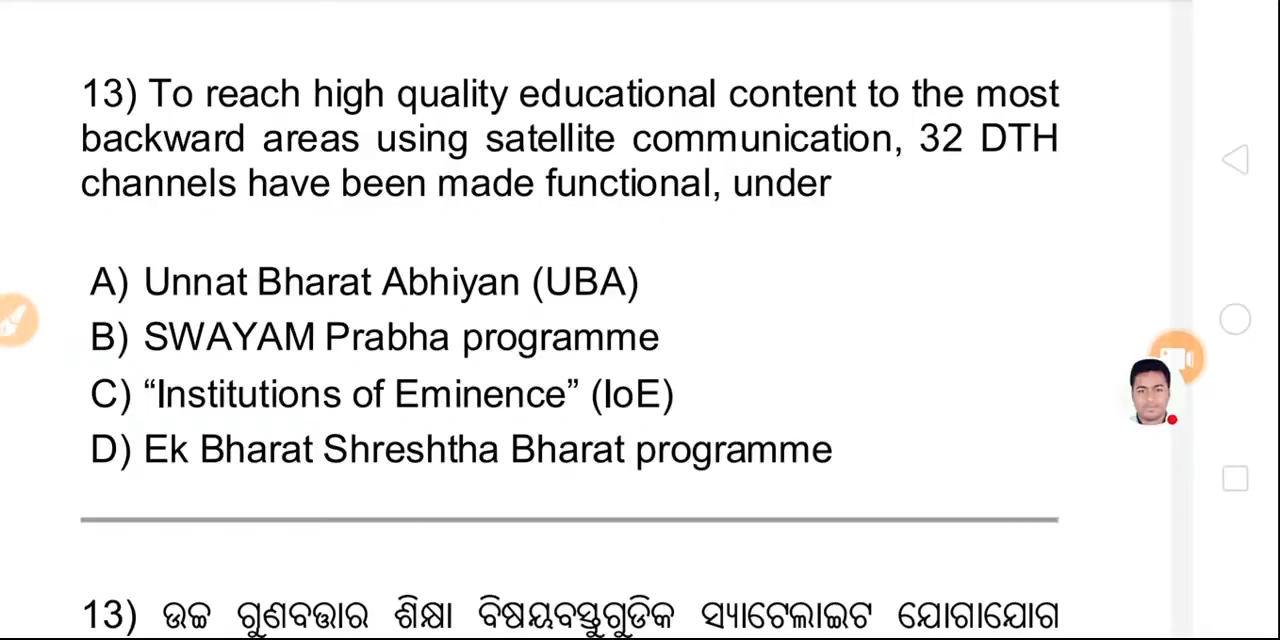 13) To reach high quality educational content to the most
backward areas using satellite communication, 32 DTH
channels have been made functional, under
A) Unnat Bharat Abhiyan (UBA)
B) SWAYAM Prabha programme
C) “Institutions of Eminence” (IoE)
D) Ek Bharat Shreshtha Bharat programme
13) ଉଚ୍ଚ ଗୁଣବତ୍ତାର ଶିକ୍ଷା ବିଷୟବସ୍ତୁଗୁଡିକ ସ୍ୟାଟେଲାଇଟ ଯୋଗାଯୋଗ